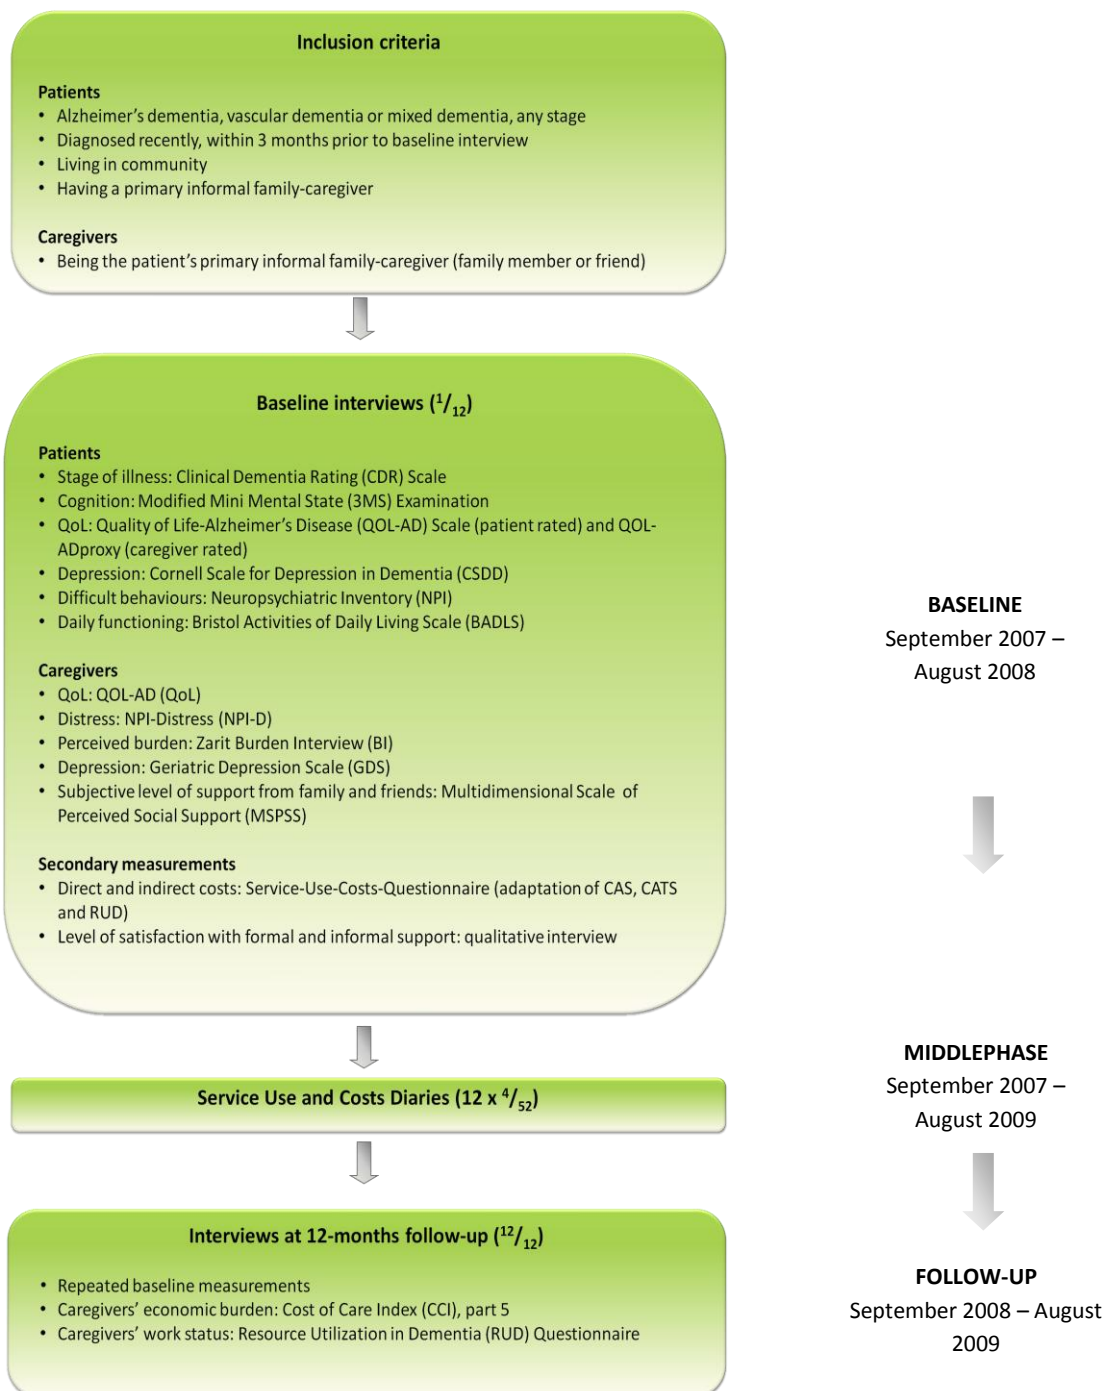 Inclusion criteria
Patients
• Alzheimer's dementia, vascular dementia or mixed dementia, any stage
• Diagnosed recently, within 3 months prior to baseline interview
• Living in community
• Having a primary informal family-caregiver
Caregivers
• Being the patient's primary informal family-caregiver (family member or friend)
Baseline interviews (1/12)
Patients
• Stage of illness: Clinical Dementia Rating (CDR) Scale
• Cognition: Modified Mini Mental State (3MS) Examination
• QoL: Quality of Life-Alzheimer's Disease (QOL-AD) Scale (patient rated) and QOL-
ADproxy (caregiver rated)
• Depression: Cornell Scale for Depression in Dementia (CSDD)
• Difficult behaviours: Neuropsychiatric Inventory (NPI)
• Daily functioning: Bristol Activities of Daily Living Scale (BADLS)
Caregivers
• QoL: QOL-AD (QoL)
• Distress: NPI-Distress (NPI-D)
• Perceived burden: Zarit Burden Interview (BI)
• Depression: Geriatric Depression Scale (GDS)
• Subjective level of support from family and friends: Multidimensional Scale of
Perceived Social Support (MSPSS)
Secondary measurements
• Direct and indirect costs: Service-Use-Costs-Questionnaire (adaptation of CAS, CATS
and RUD)
• Level of satisfaction with formal and informal support: qualitative interview
Service Use and Costs Diaries (12 x 4/52)
Interviews at 12-months follow-up (12/12)
• Repeated baseline measurements
• Caregivers' economic burden: Cost of Care Index (CCI), part 5
• Caregivers' work status: Resource Utilization in Dementia (RUD) Questionnaire
BASELINE
September 2007 –
August 2008
MIDDLEPHASE
September 2007 –
August 2009
FOLLOW-UP
September 2008 – August
2009